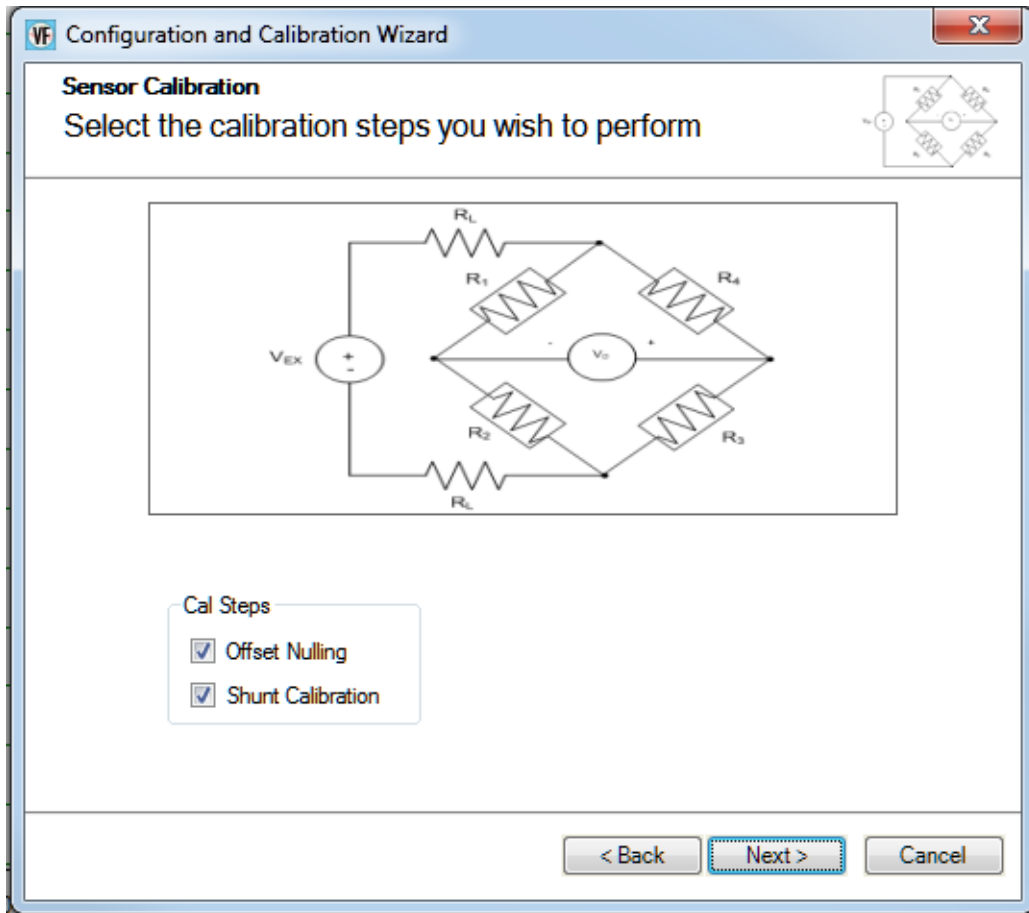 VF Configuration and Calibration Wizard X
Sensor Calibration
Select the calibration steps you wish to perform
RL
R1 R4
VEX + - - Vo +
R2 R3
RL
Cal Steps
Offset Nulling
Shunt Calibration
< Back Next > Cancel